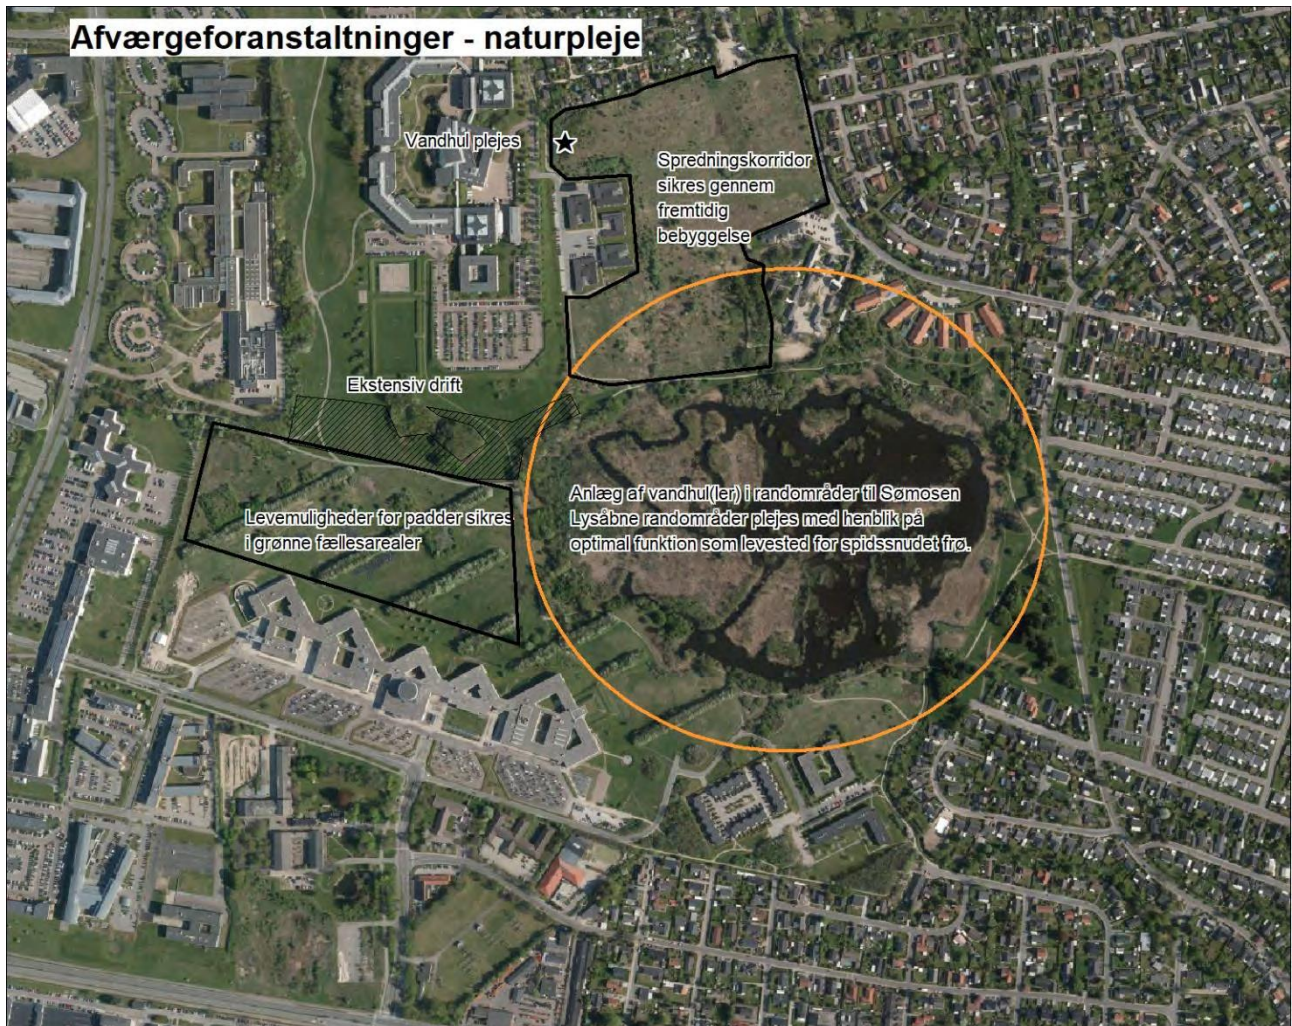 Afværgeforanstaltninger - naturpleje
Vandhul plejes
Spredningskorridor
sikres gennem
fremtidig
bebyggelse
Ekstensiv drift
Levemuligheder for padder sikres
i grønne fællesarealer
Anlæg af vandhul(ler) i randområder til Sømosen
Lysåbne randområder plejes med henblik på
optimal funktion som levested for spidssnudet frø.